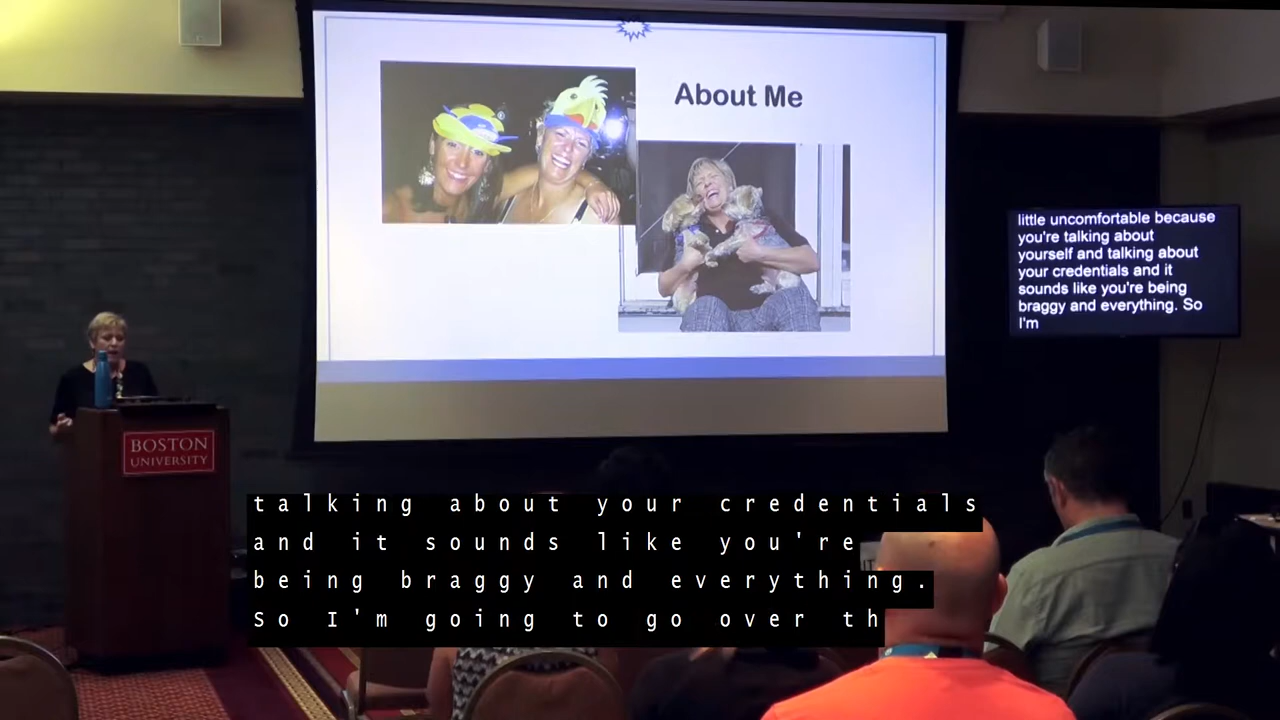 About Me
little uncomfortable because
you're talking about
yourself and talking about
your credentials and it
sounds like you're being
braggy and everything. So
I'm
BOSTON
UNIVERSITY
talking about your credentials
and it sounds like you're
being braggy and everything.
So I'm going to go over th